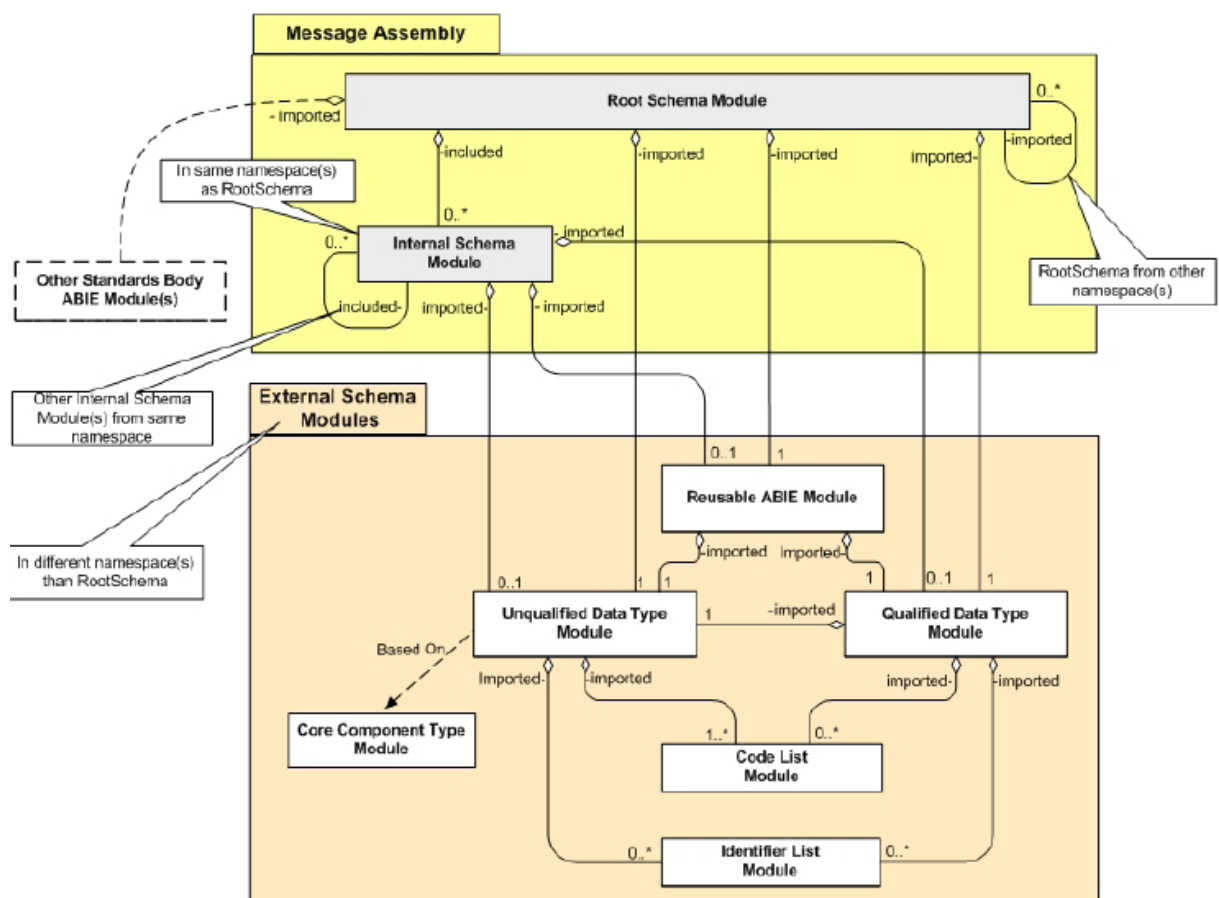 Message Assembly
Root Schema Module
0..*
- imported
-included
-imported
-imported
imported-
-imported
In same namespace(s)
as RootSchema
0..*
0..*
Internal Schema
Module
- imported
included-
imported-
- imported
Other Standards Body
ABIE Module(s)
RootSchema from other
namespace(s)
Other Internal Schema
Module(s) from same
namespace
External Schema
Modules
0..1
1
Reusable ABIE Module
-imported
Imported-
In different namespace(s)
than RootSchema
0..1
1
1
1
0..1
1
Unqualified Data Type
Module
1
-imported
Qualified Data Type
Module
Based On
Imported-
-imported
imported-
-imported
Core Component Type
Module
1..*
0..*
Code List
Module
0..*
Identifier List
Module
0..*